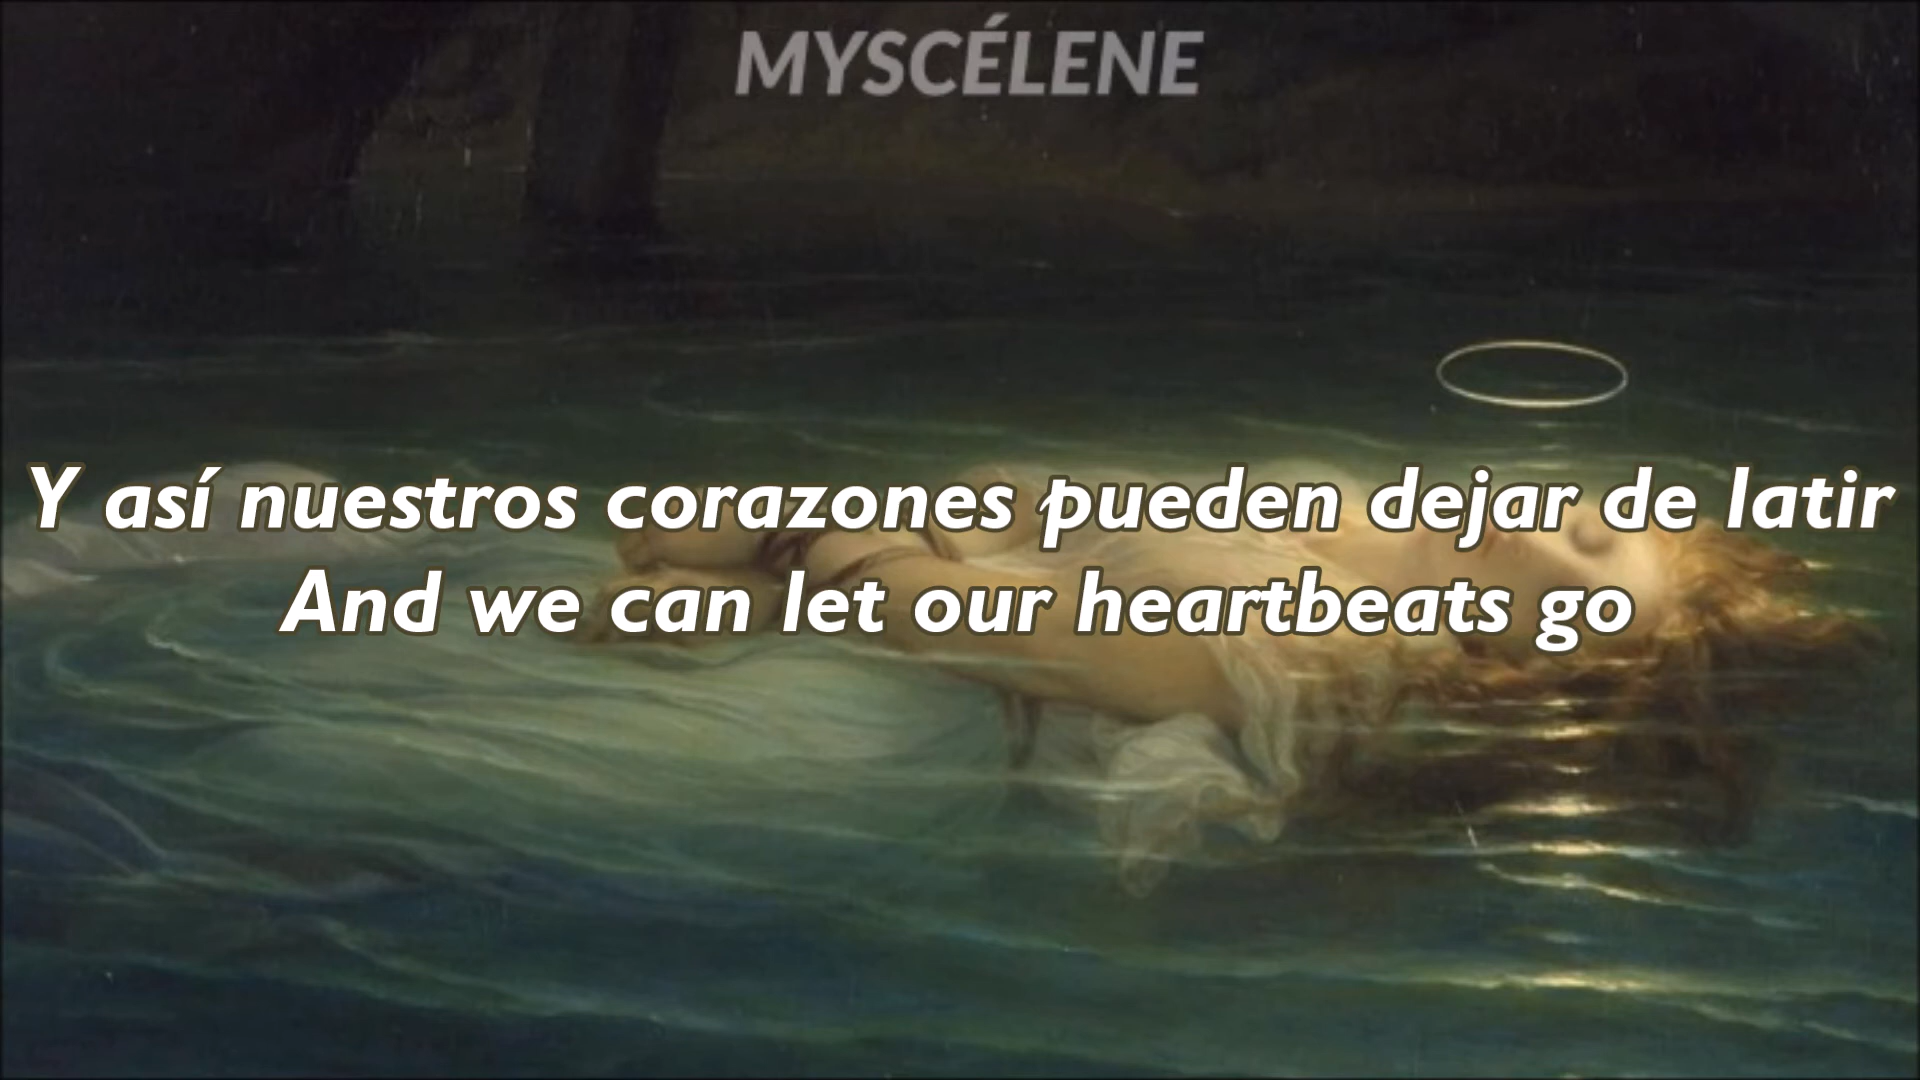 MYSCÉLENE
Y así nuestros corazones pueden dejar de latir
And we can let our heartbeats go